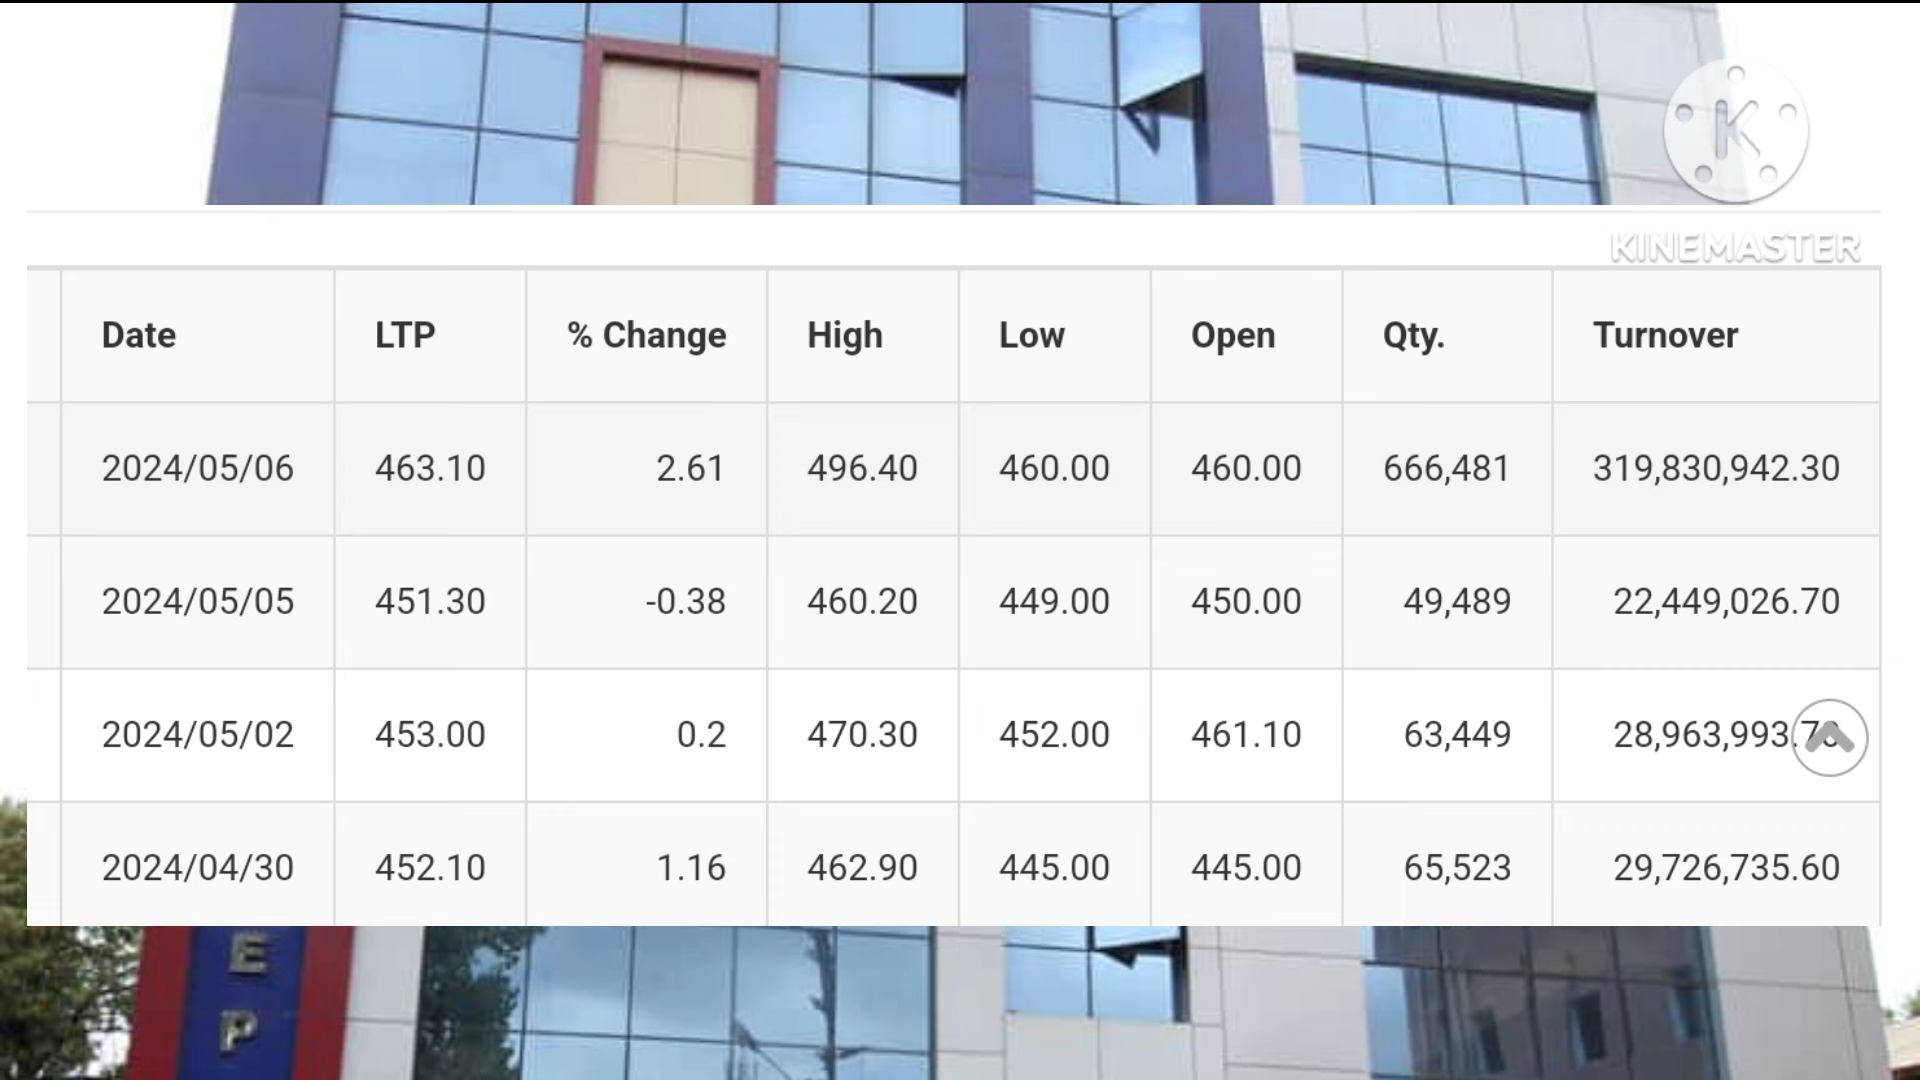 K
KINEMASTER
Date LTP % Change High Low Open Qty. Turnover
2024/05/06 463.10 2.61 496.40 460.00 460.00 666,481 319,830,942.30
2024/05/05 451.30 -0.38 460.20 449.00 450.00 49,489 22,449,026.70
2024/05/02 453.00 0.2 470.30 452.00 461.10 63,449 28,963,993.70
2024/04/30 452.10 1.16 462.90 445.00 445.00 65,523 29,726,735.60
E
P